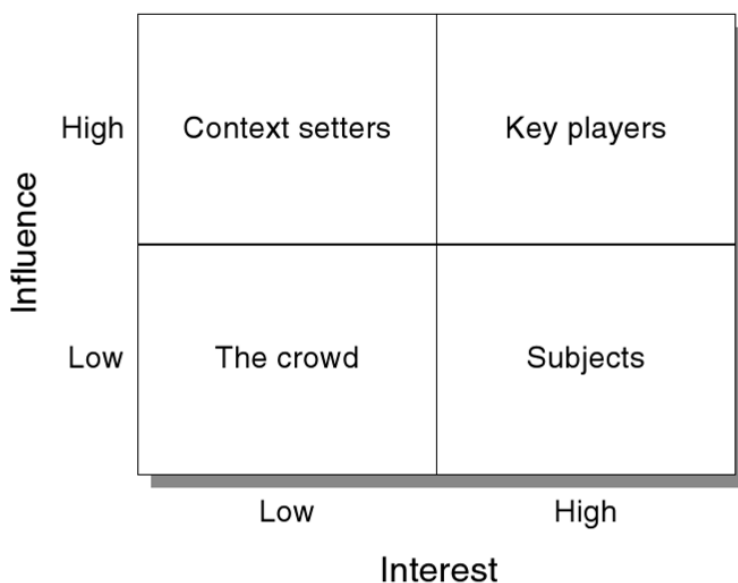 High
Context setters
Key players
Influence
Low
The crowd
Subjects
Low
High
Interest